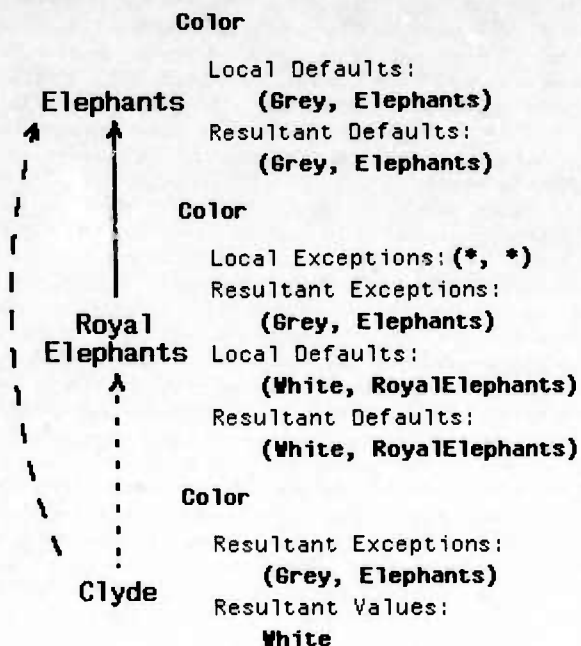 Color
Local Defaults:
Elephants
(Grey, Elephants)
Resultant Defaults:
(Grey, Elephants)
Color
Local Exceptions: (*, *)
Resultant Exceptions:
(Grey, Elephants)
Royal
Elephants
Local Defaults:
(White, RoyalElephants)
Resultant Defaults:
(White, RoyalElephants)
Color
Resultant Exceptions:
(Grey, Elephants)
Clyde
Resultant Values:
White